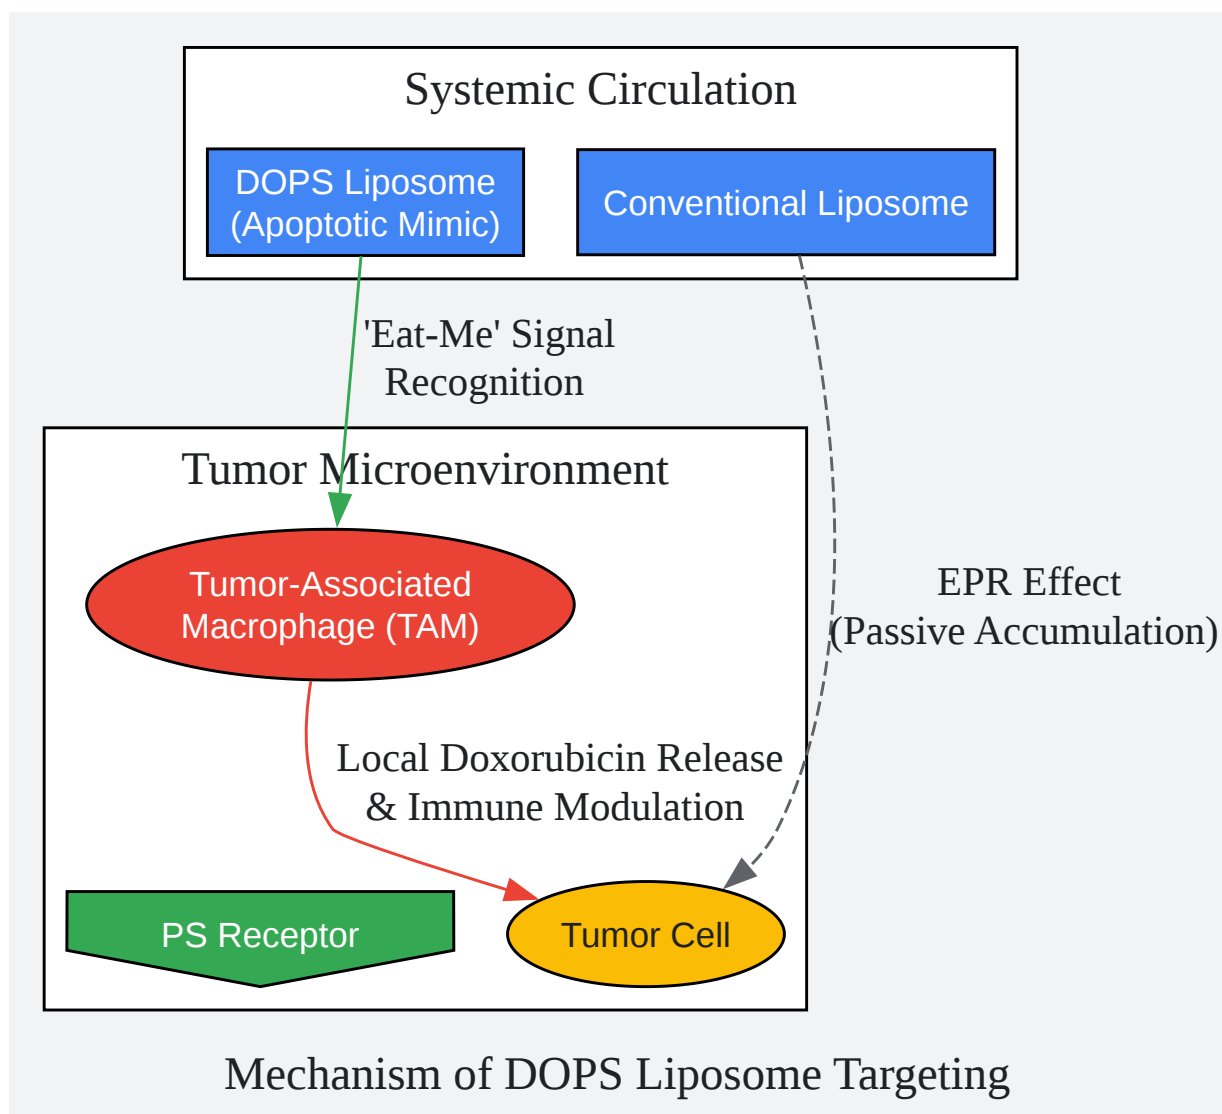 Systemic Circulation
DOPS Liposome
(Apoptotic Mimic)
Conventional Liposome
'Eat-Me' Signal
Recognition
Tumor Microenvironment
Tumor-Associated
Macrophage (TAM)
EPR Effect
(Passive Accumulation)
Local Doxorubicin Release
& Immune Modulation
PS Receptor
Tumor Cell
Mechanism of DOPS Liposome Targeting